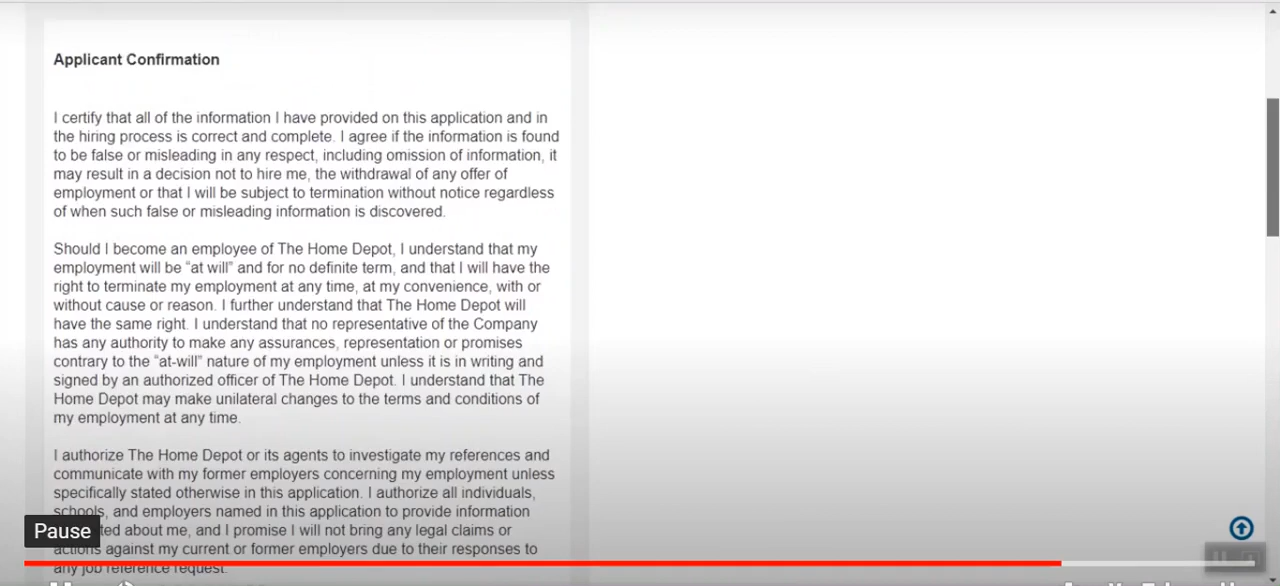 Applicant Confirmation
I certify that all of the information I have provided on this application and in
the hiring process is correct and complete. I agree if the information is found
to be false or misleading in any respect, including omission of information, it
may result in a decision not to hire me, the withdrawal of any offer of
employment or that I will be subject to termination without notice regardless
of when such false or misleading information is discovered.
Should I become an employee of The Home Depot, I understand that my
employment will be “at will” and for no definite term, and that I will have the
right to terminate my employment at any time, at my convenience, with or
without cause or reason. I further understand that The Home Depot will
have the same right. I understand that no representative of the Company
has any authority to make any assurances, representation or promises
contrary to the “at-will” nature of my employment unless it is in writing and
signed by an authorized officer of The Home Depot. I understand that The
Home Depot may make unilateral changes to the terms and conditions of
my employment at any time.
I authorize The Home Depot or its agents to investigate my references and
communicate with my former employers concerning my employment unless
specifically stated otherwise in this application. I authorize all individuals,
schools, and employers named in this application to provide information
Pause
about me, and I promise I will not bring any legal claims or
actions against my current or former employers due to their responses to
any job reference request.